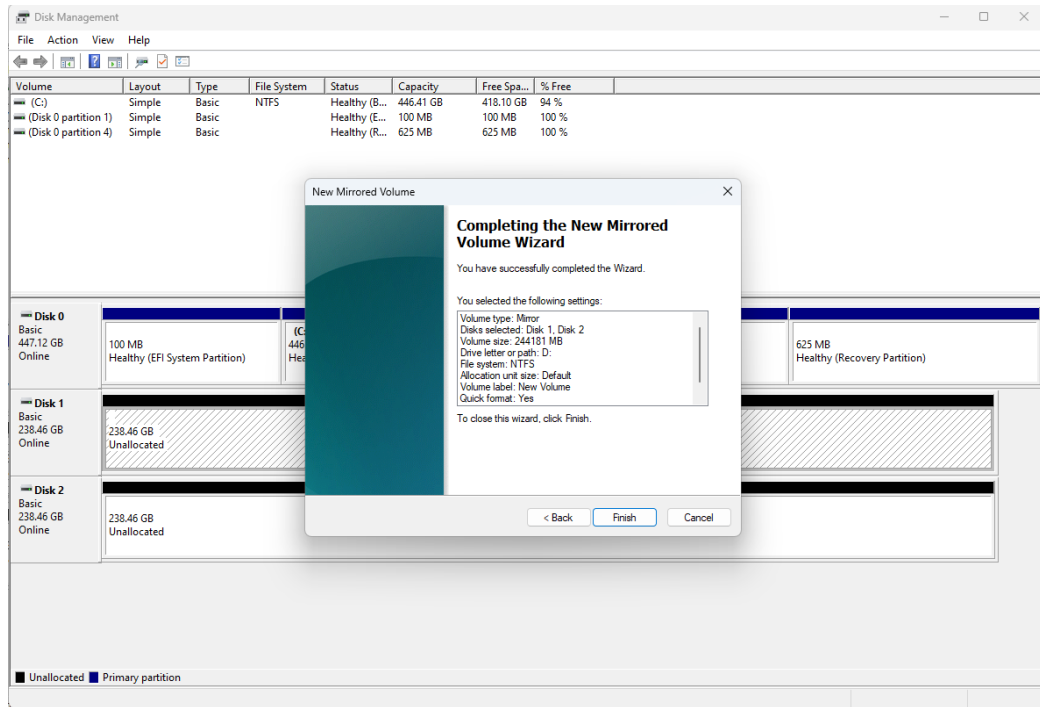 Disk Management
File Action View Help
Volume Layout Type File System Status Capacity Free Spa... % Free
(C:) Simple Basic NTFS Healthy (B... 446.41 GB 418.10 GB 94 %
(Disk 0 partition 1) Simple Basic Healthy (E... 100 MB 100 MB 100 %
(Disk 0 partition 4) Simple Basic Healthy (R... 625 MB 625 MB 100 %
New Mirrored Volume
Completing the New Mirrored
Volume Wizard
You have successfully completed the Wizard.
You selected the following settings:
Volume type: Mirror
Disks selected: Disk 1, Disk 2
Volume size: 244181 MB
Drive letter or path: D:
File system: NTFS
Allocation unit size: Default
Volume label: New Volume
Quick format: Yes
To close this wizard, click Finish.
< Back Finish Cancel
Disk 0
Basic
447.12 GB
Online
100 MB
Healthy (EFI System Partition)
(C:
446
Hea
625 MB
Healthy (Recovery Partition)
Disk 1
Basic
238.46 GB
Online
238.46 GB
Unallocated
Disk 2
Basic
238.46 GB
Online
238.46 GB
Unallocated
Unallocated Primary partition